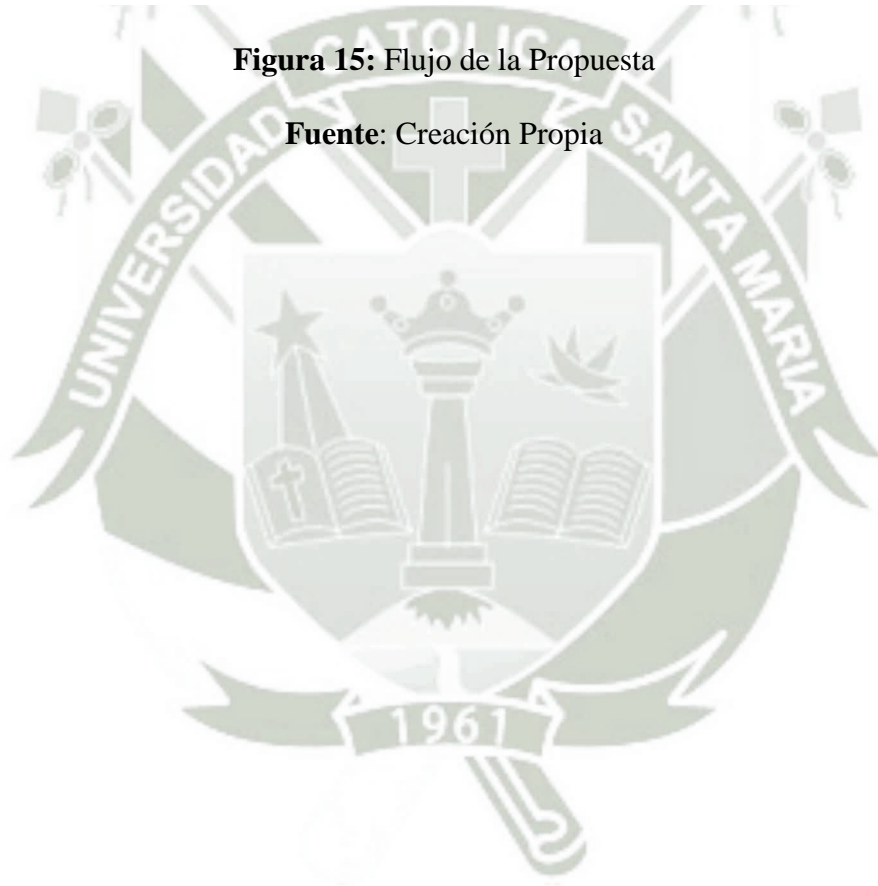 CATOLICA
Figura 15: Flujo de la Propuesta
Fuente: Creación Propia
UNIVERSIDAD
SANTA MARIA
1961